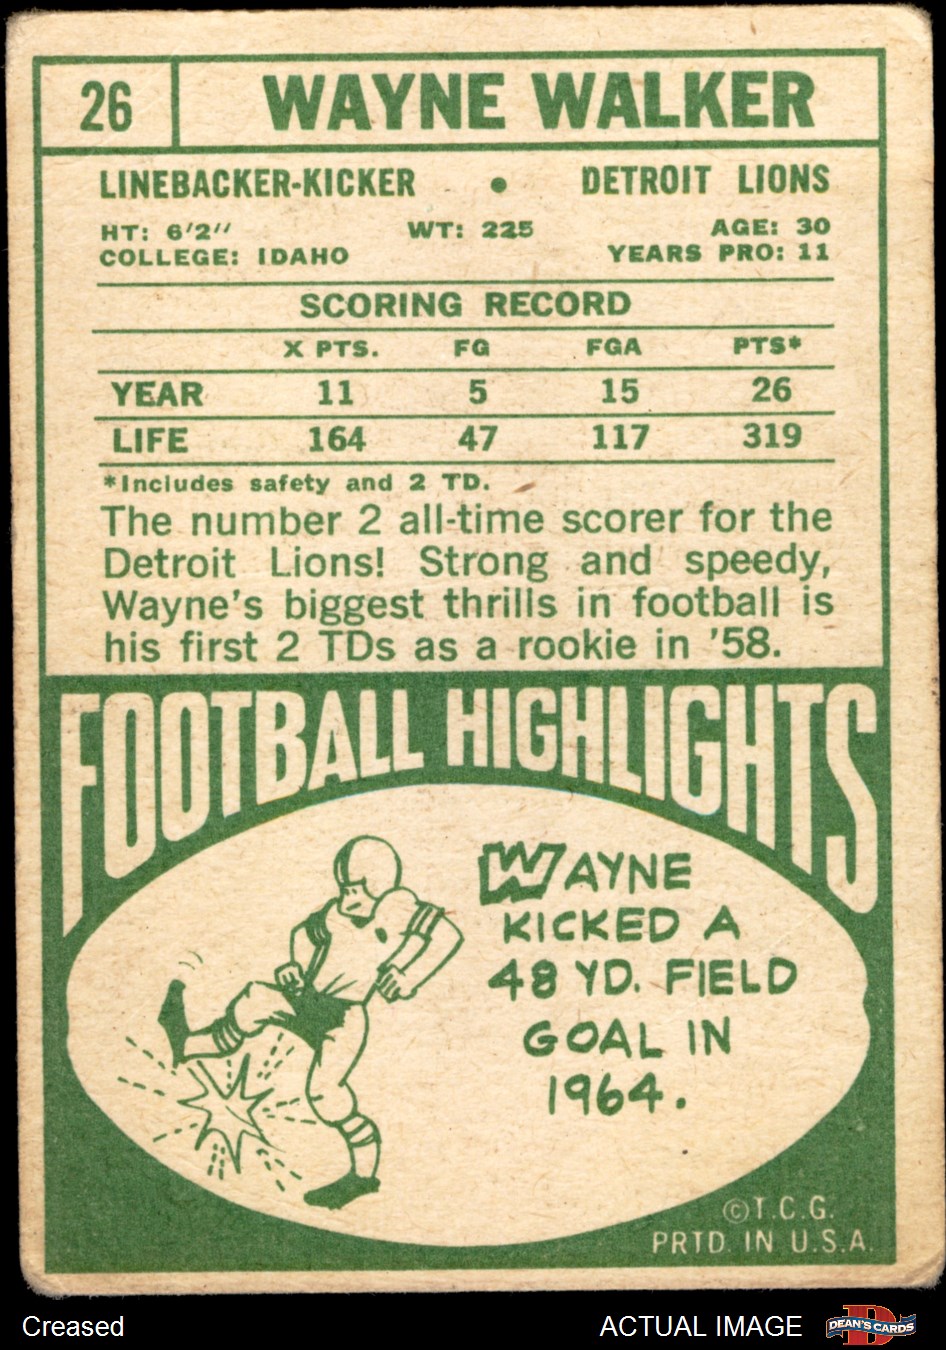 26 WAYNE WALKER
LINEBACKER-KICKER • DETROIT LIONS
HT: 6'2" WT: 225 AGE: 30
COLLEGE: IDAHO YEARS PRO: 11
SCORING RECORD
X PTS. FG FGA PTS*
YEAR 11 5 15 26
LIFE 164 47 117 319
*Includes safety and 2 TD.
The number 2 all-time scorer for the
Detroit Lions! Strong and speedy,
Wayne's biggest thrills in football is
his first 2 TDs as a rookie in '58.
FOOTBALL HIGHLIGHTS
WAYNE
KICKED A
48 YD. FIELD
GOAL IN
1964.
©T.C.G.
PRTD. IN U.S.A.
Creased ACTUAL IMAGE DEAN'S CARDS